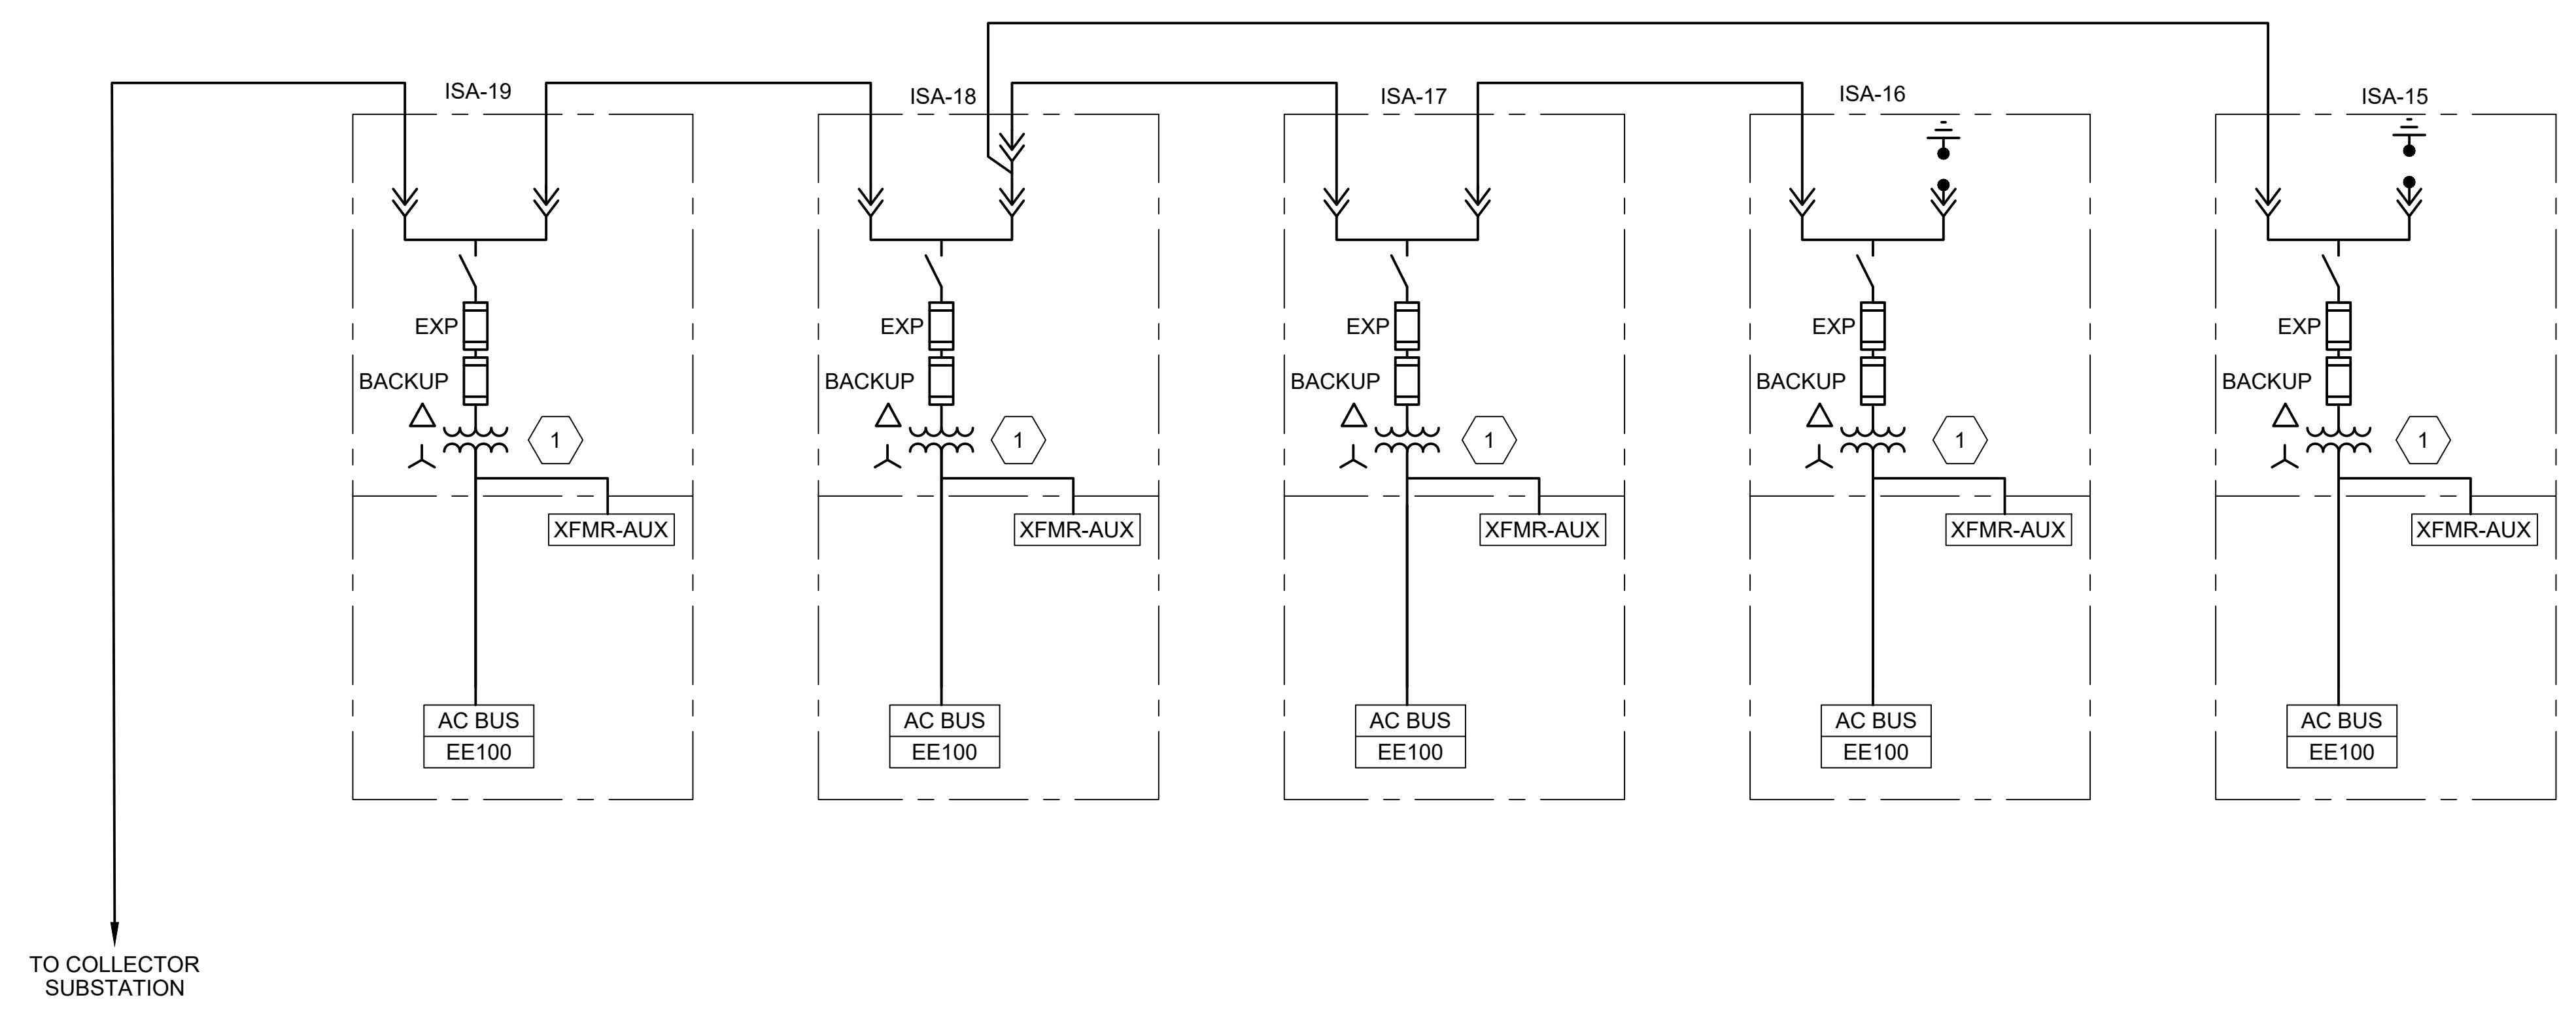 ISA-19
ISA-18
ISA-17
ISA-16
ISA-15
EXP
EXP
EXP
EXP
EXP
BACKUP
BACKUP
BACKUP
BACKUP
BACKUP
1
1
1
1
1
XFMR-AUX
XFMR-AUX
XFMR-AUX
XFMR-AUX
XFMR-AUX
AC BUS
EE100
AC BUS
EE100
AC BUS
EE100
AC BUS
EE100
AC BUS
EE100
TO COLLECTOR
SUBSTATION